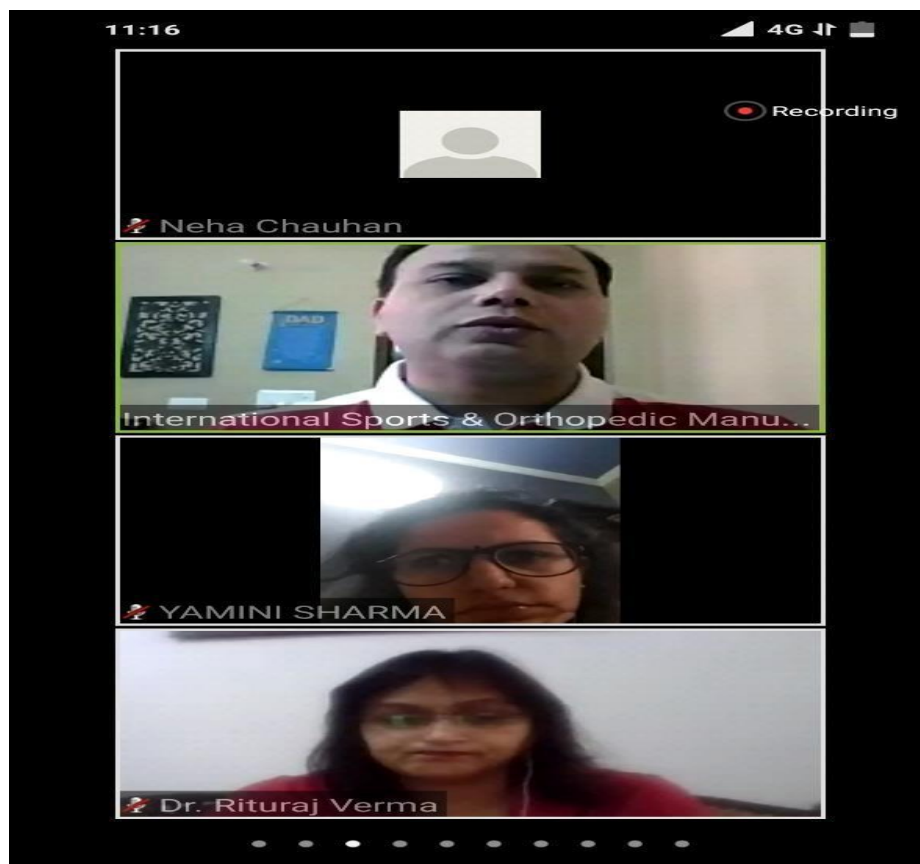 11:16
4G
Recording
Neha Chauhan
DAD
International Sports & Orthopedic Manu...
YAMINI SHARMA
Dr. Rituraj Verma